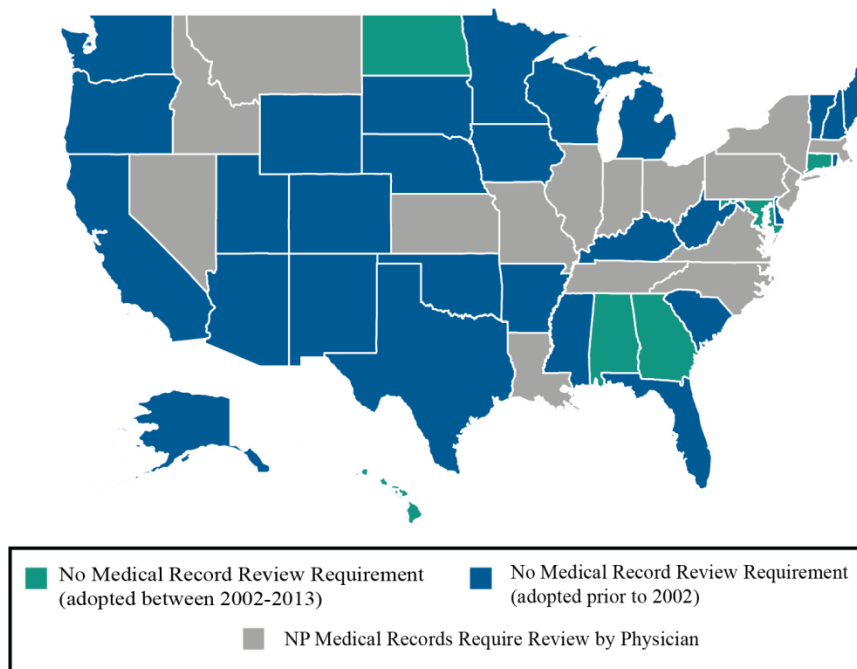 No Medical Record Review Requirement
(adopted between 2002-2013)
No Medical Record Review Requirement
(adopted prior to 2002)
NP Medical Records Require Review by Physician